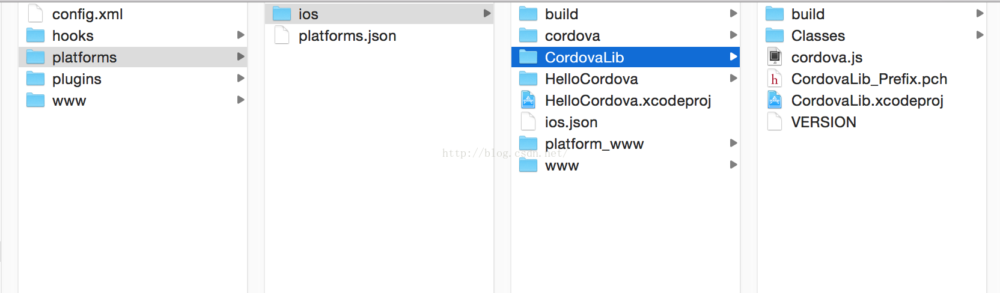 config.xml
hooks
platforms
plugins
www
ios
platforms.json
build
cordova
CordovaLib
HelloCordova
HelloCordova.xcodeproj
ios.json
platform_www
www
build
Classes
cordova.js
CordovaLib_Prefix.pch
CordovaLib.xcodeproj
VERSION
http://blog.csdn.net/